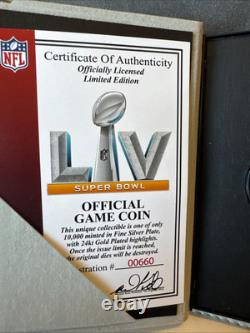 NFL
Certificate Of Authenticity
Officially Licensed
Limited Edition
LIV
SUPER BOWL
OFFICIAL
GAME COIN
This unique collectible is one of only
10,000 minted in Fine Silver Plate,
with 24kt Gold Plated highlights.
Once the issue limit is reached,
the original dies will be destroyed.
istration # 00660